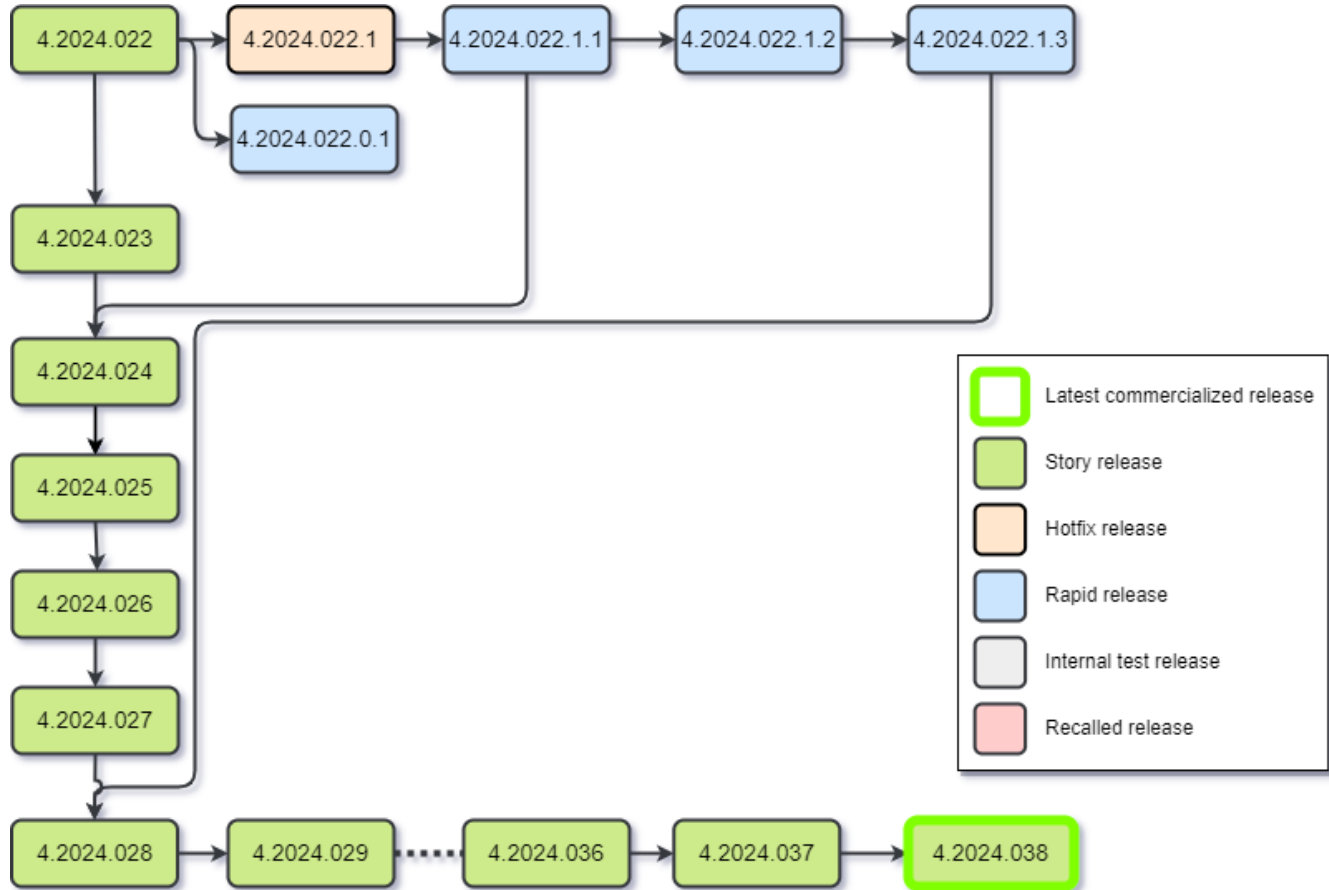 4.2024.022
4.2024.022.1
4.2024.022.1.1
4.2024.022.1.2
4.2024.022.1.3
4.2024.022.0.1
4.2024.023
4.2024.024
4.2024.025
4.2024.026
4.2024.027
4.2024.028
4.2024.029
4.2024.036
4.2024.037
4.2024.038
Latest commercialized release
Story release
Hotfix release
Rapid release
Internal test release
Recalled release